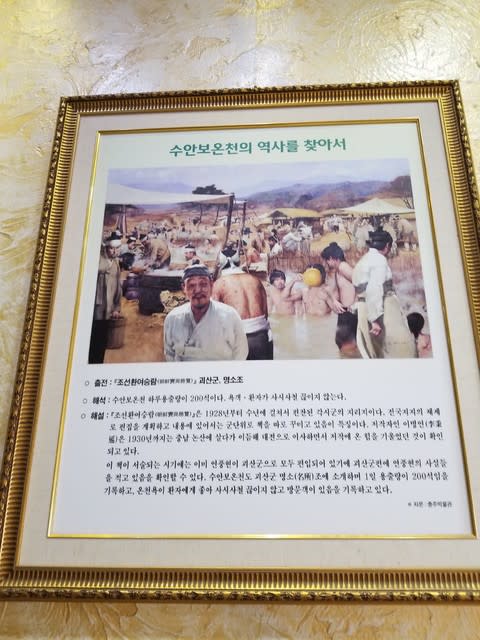 수안보온천의 역사를 찾아서
○ 출전 : 『조선환여승람(朝鮮寰輿勝覽)』 괴산군, 명소조
○ 해석 : 수안보온천 하루용출량이 200석이다. 욕객·환자가 사시사철 끊이지 않는다.
○ 해설 : 『조선환여승람(朝鮮寰輿勝覽)』은 1928년부터 수년에 걸쳐서 편찬된 각시군의 지리지이다. 전국지지의 체제
로 편집을 계획하고 내용에 있어서는 군단위로 책을 따로 꾸미고 있음이 특징이다. 저작자인 이병연(李秉
延)은 1930년까지는 충남 논산에 살다가 이듬해 대전으로 이사하면서 저작에 온 힘을 기울였던 것이 확인
되고 있다.
이 책이 서술되는 시기에는 이미 연풍현이 괴산군으로 모두 편입되어 있기에 괴산군편에 연풍현의 사실들
을 적고 있음을 확인할 수 있다. 수안보온천도 괴산군 명소(名所)조에 소개하며 1일 용출량이 200석임을
기록하고, 온천욕이 환자에게 좋아 사시사철 끊이지 않고 방문객이 있음을 기록하고 있다.
※ 자문 : 충주박물관